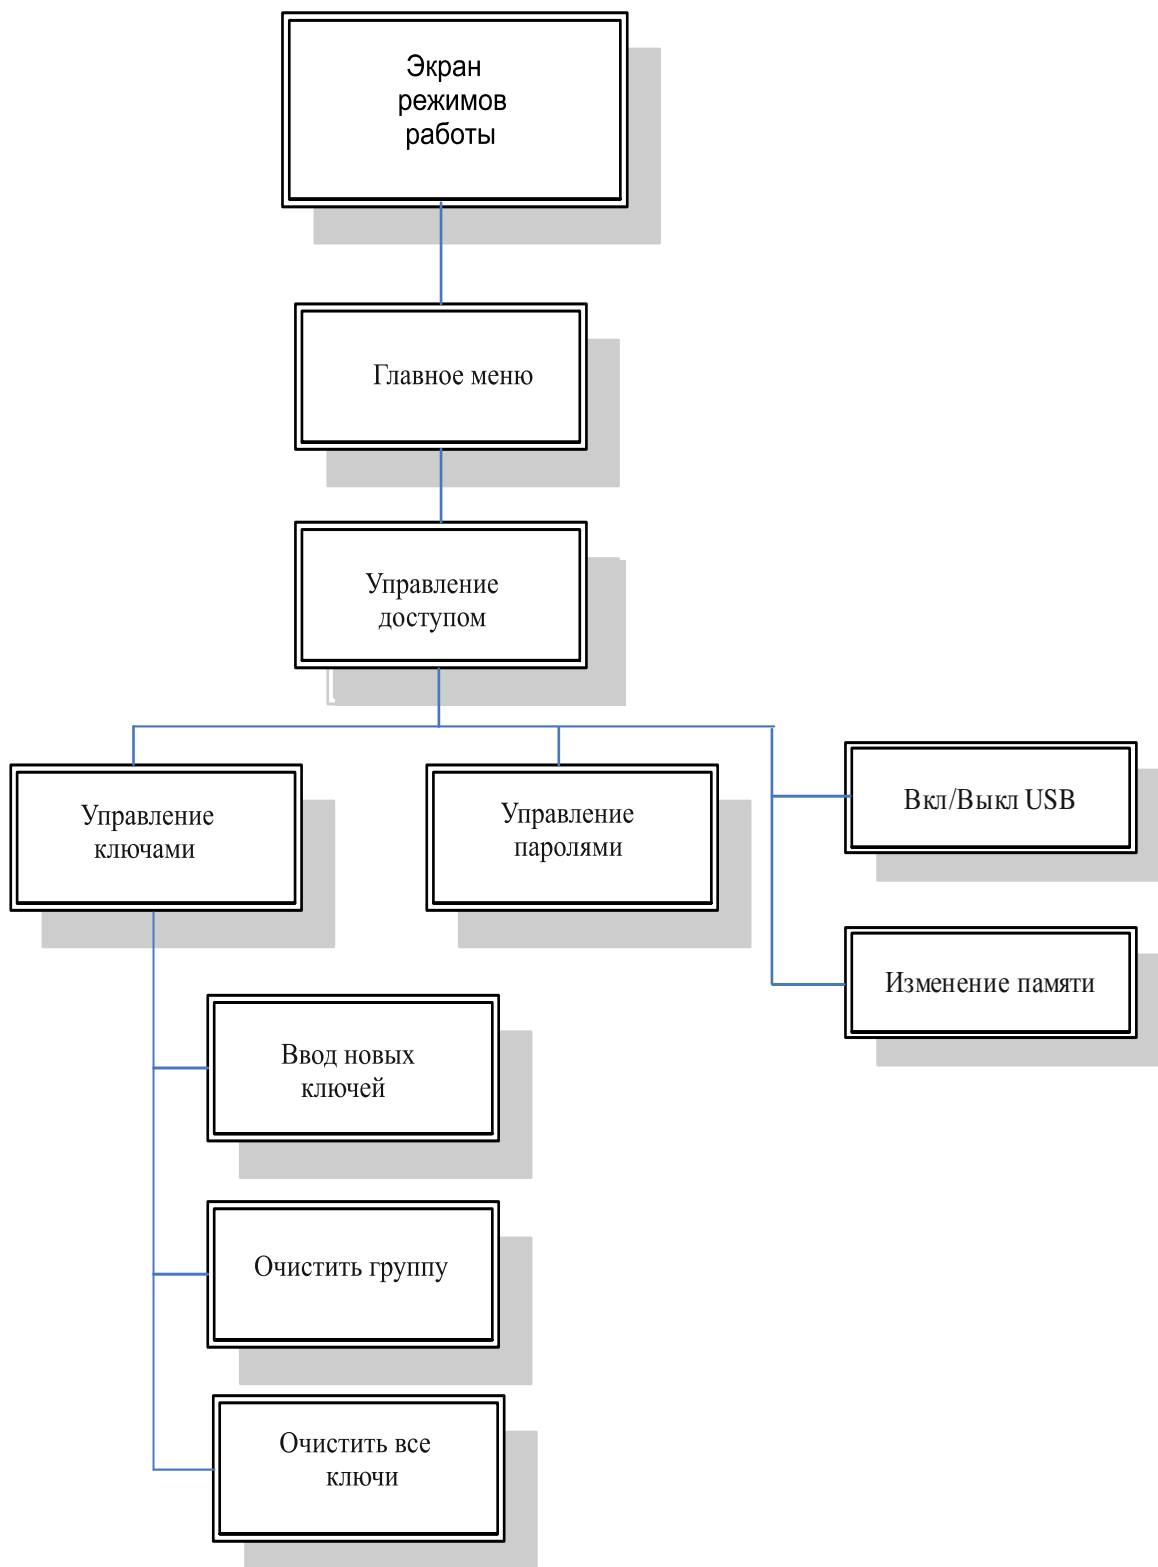 Экран
режимов
работы
Главное меню
Управление
доступом
Управление
ключами
Управление
паролями
Вкл/Выкл USB
Изменение памяти
Ввод новых
ключей
Очистить группу
Очистить все
ключи